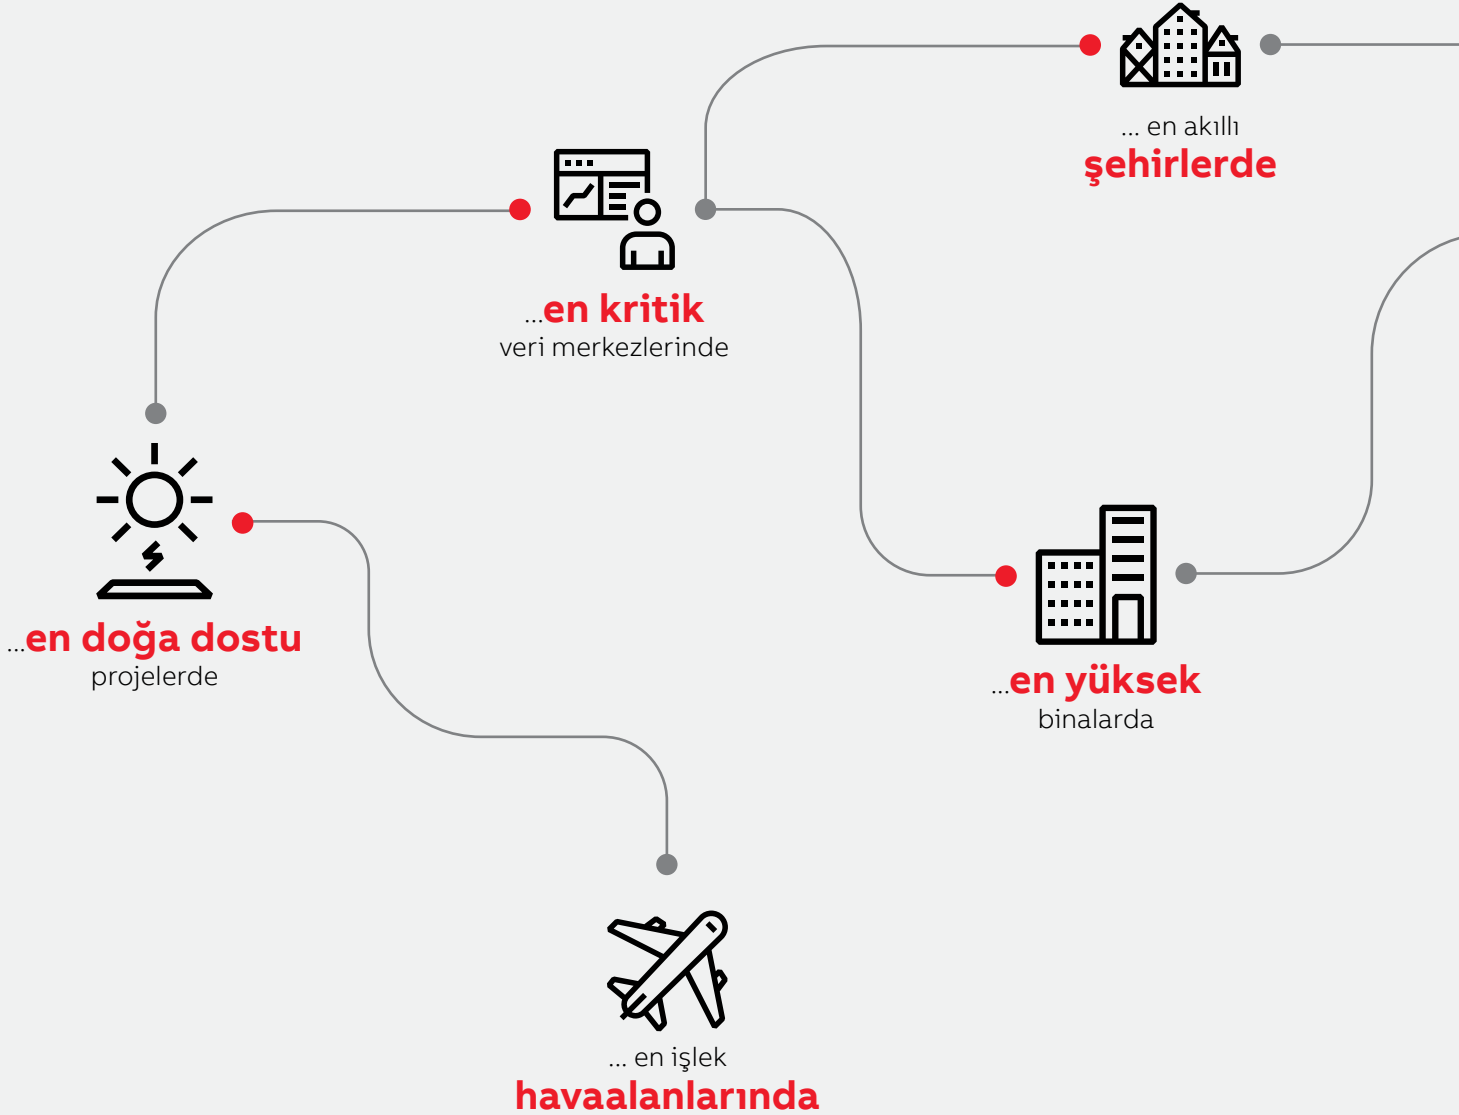 ... en akıllı
şehirlerde
...en kritik
veri merkezlerinde
...en doğa dostu
projelerde
...en yüksek
binalarda
... en işlek
havaalanlarında